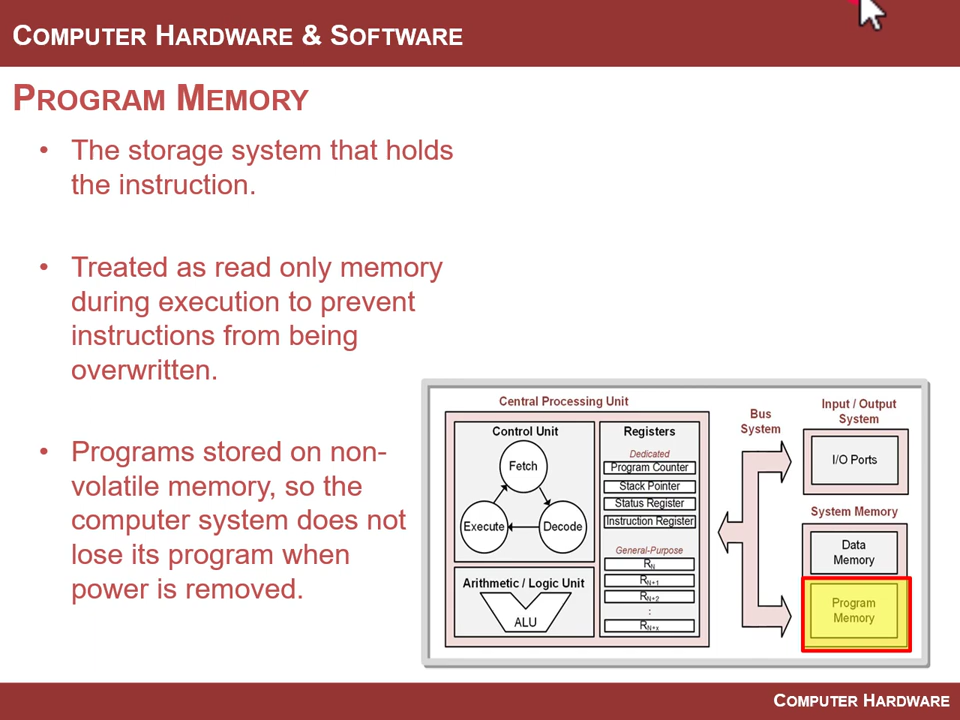 COMPUTER HARDWARE & SOFTWARE
PROGRAM MEMORY
• The storage system that holds
the instruction.
• Treated as read only memory
during execution to prevent
instructions from being
overwritten.
• Programs stored on non-
volatile memory, so the
computer system does not
lose its program when
power is removed.
Central Processing Unit
Control Unit
Fetch
Execute
Decode
Arithmetic / Logic Unit
ALU
Registers
Dedicated
Program Counter
Stack Pointer
Status Register
Instruction Register
General-Purpose
RN
RN+1
RN+2
:
RN+x
Bus
System
Input / Output
System
I/O Ports
System Memory
Data
Memory
Program
Memory
COMPUTER HARDWARE